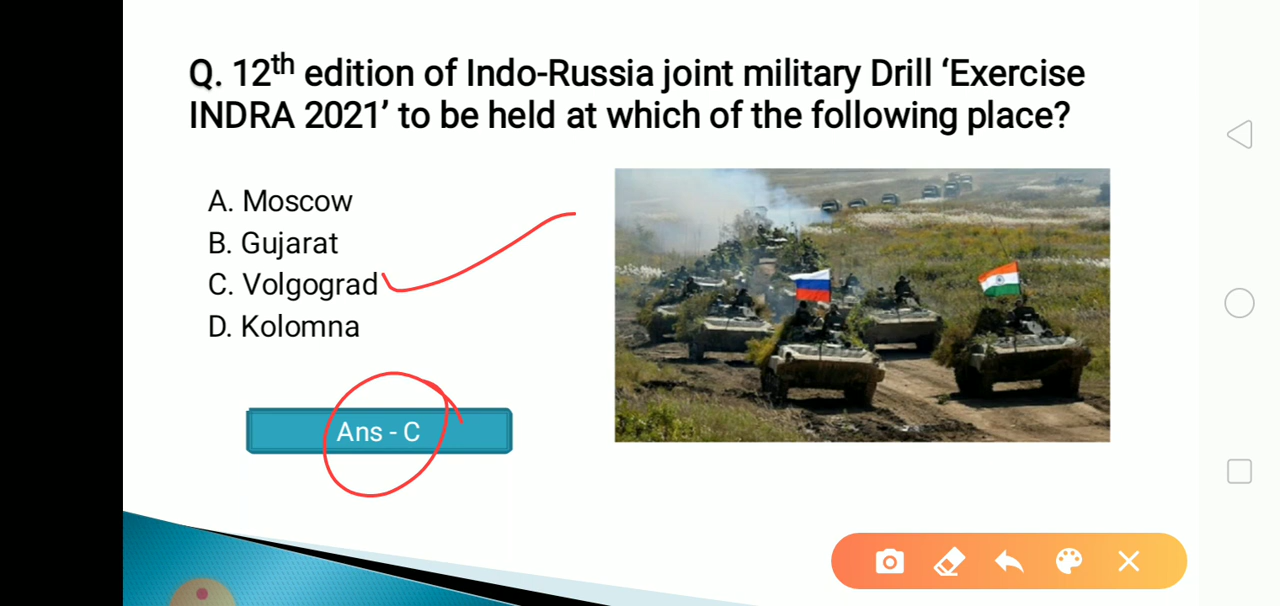 Q. 12th edition of Indo-Russia joint military Drill ‘Exercise
INDRA 2021’ to be held at which of the following place?
A. Moscow
B. Gujarat
C. Volgograd
D. Kolomna
Ans - C